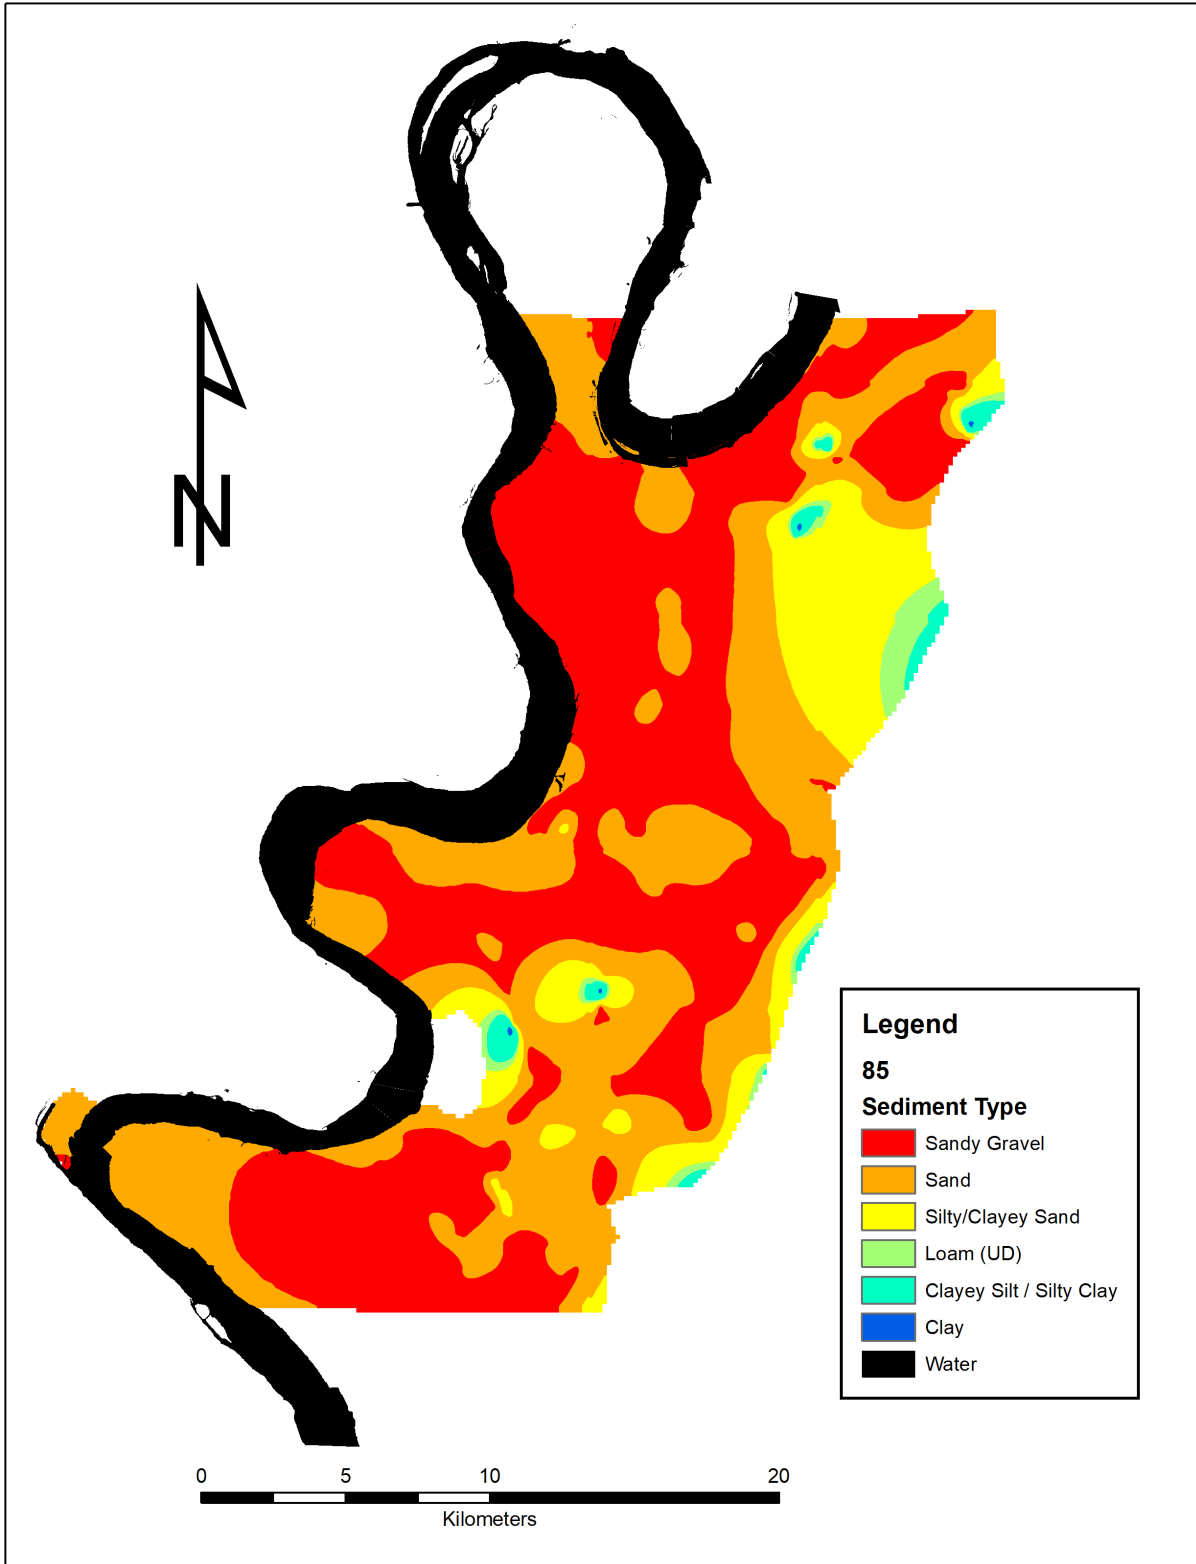 N
Legend
85
Sediment Type
Sandy Gravel
Sand
Silty/Clayey Sand
Loam (UD)
Clayey Silt / Silty Clay
Clay
Water
0 5 10 20
Kilometers